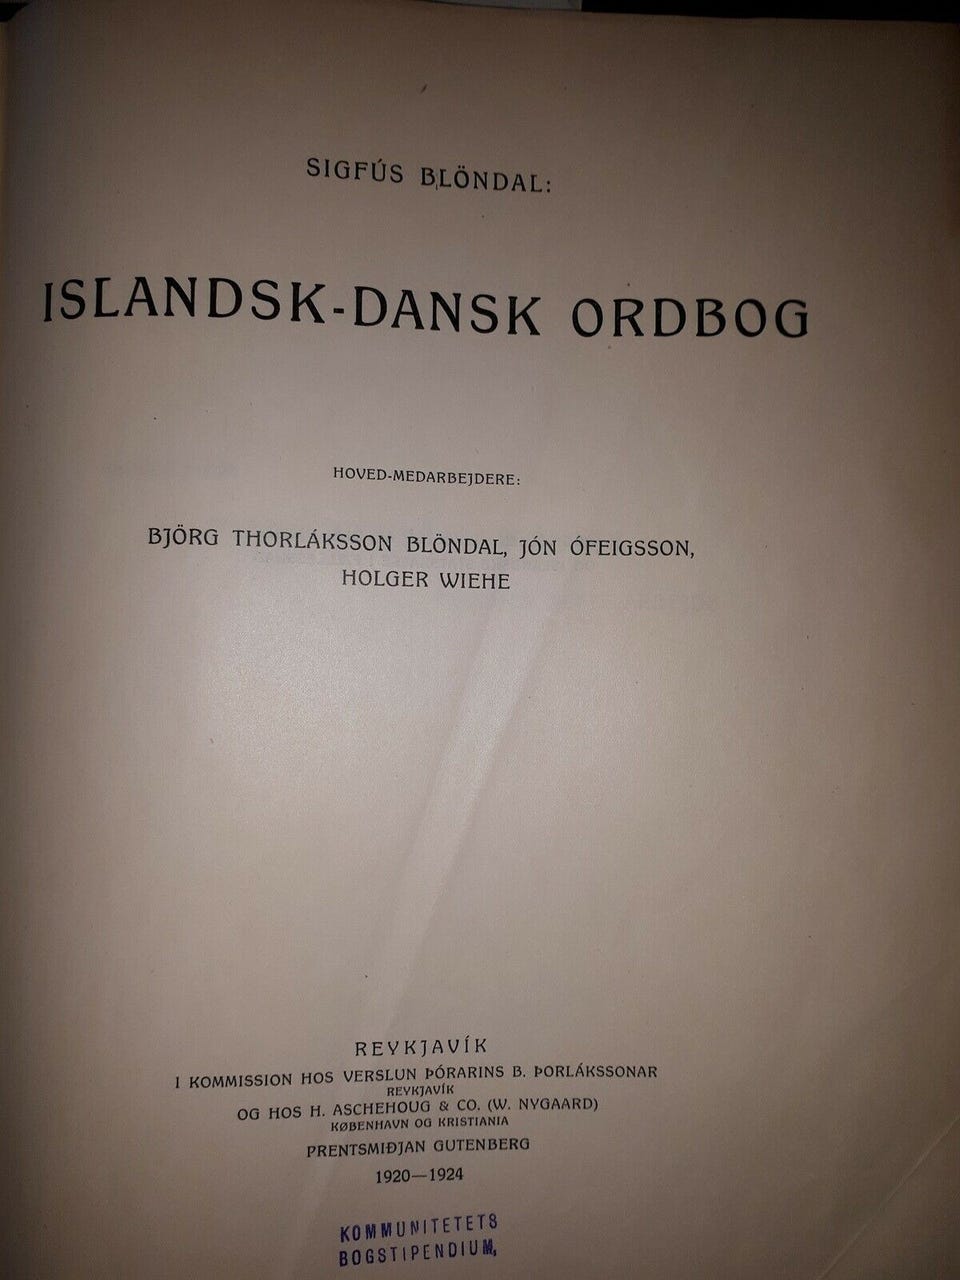 SIGFÚS BLÖNDAL:
ISLANDSK-DANSK ORDBOG
HOVED-MEDARBEJDERE:
BJÖRG THORLÁKSSON BLÖNDAL, JÓN ÓFEIGSSON,
HOLGER WIEHE
REYKJAVÍK
I KOMMISSION HOS VERSLUN ÞÓRARINS B. ÞORLÁKSSONAR
REYKJAVÍK
OG HOS H. ASCHEHOUG & CO. (W. NYGAARD)
KØBENHAVN OG KRISTIANIA
PRENTSMIÐJAN GUTENBERG
1920—1924
KOMMUNITETETS
BOGSTIPENDIUM,